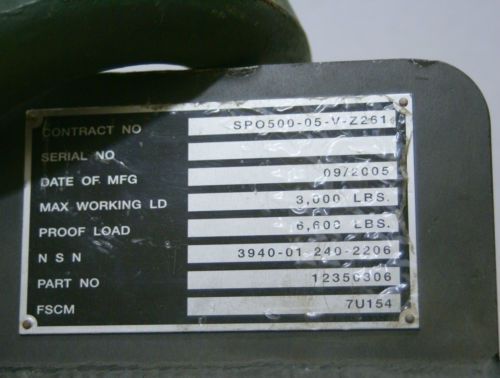 CONTRACT NO SPO500-05-V-Z261
SERIAL NO
DATE OF MFG 09/2005
MAX WORKING LD 3,000 LBS.
PROOF LOAD 6,600 LBS.
N S N 3940-01-240-2206
PART NO 12350306
FSCM 7U154